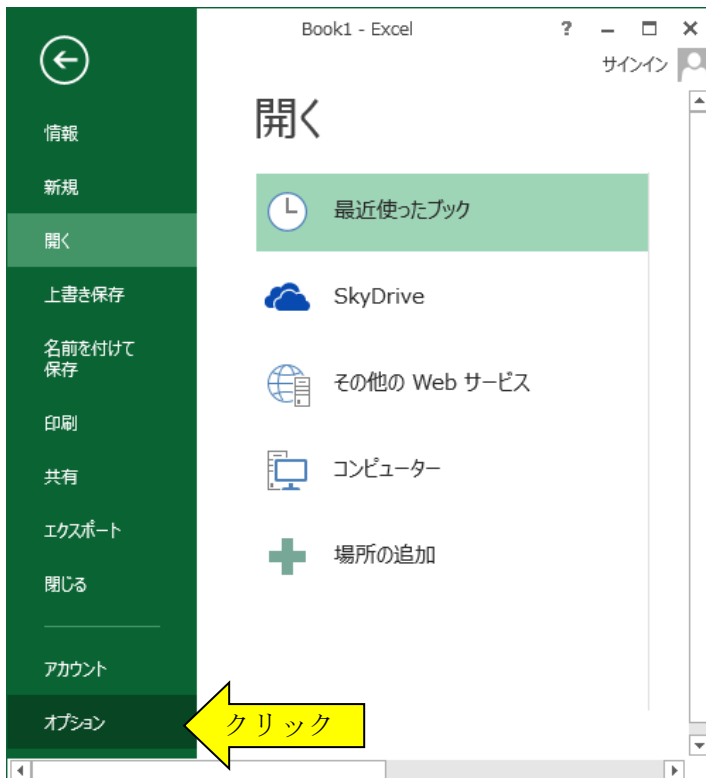 Book1 - Excel
?
サインイン
情報
新規
開く
上書き保存
名前を付けて
保存
印刷
共有
エクスポート
閉じる
アカウント
オプション
開く
最近使ったブック
SkyDrive
その他の Web サービス
コンピューター
場所の追加
クリック